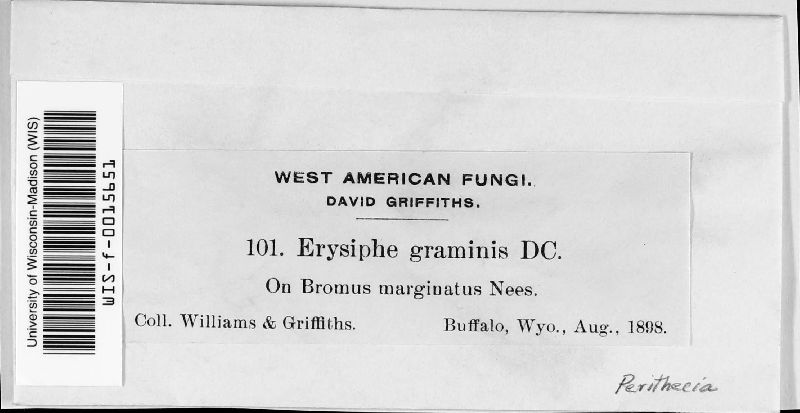 University of Wisconsin-Madison (WIS)
WIS-f-0015651
WEST AMERICAN FUNGI.
DAVID GRIFFITHS.
101. Erysiphe graminis DC.
On Bromus marginatus Nees.
Coll. Williams & Griffiths. Buffalo, Wyo., Aug., 1898.
Perithecia